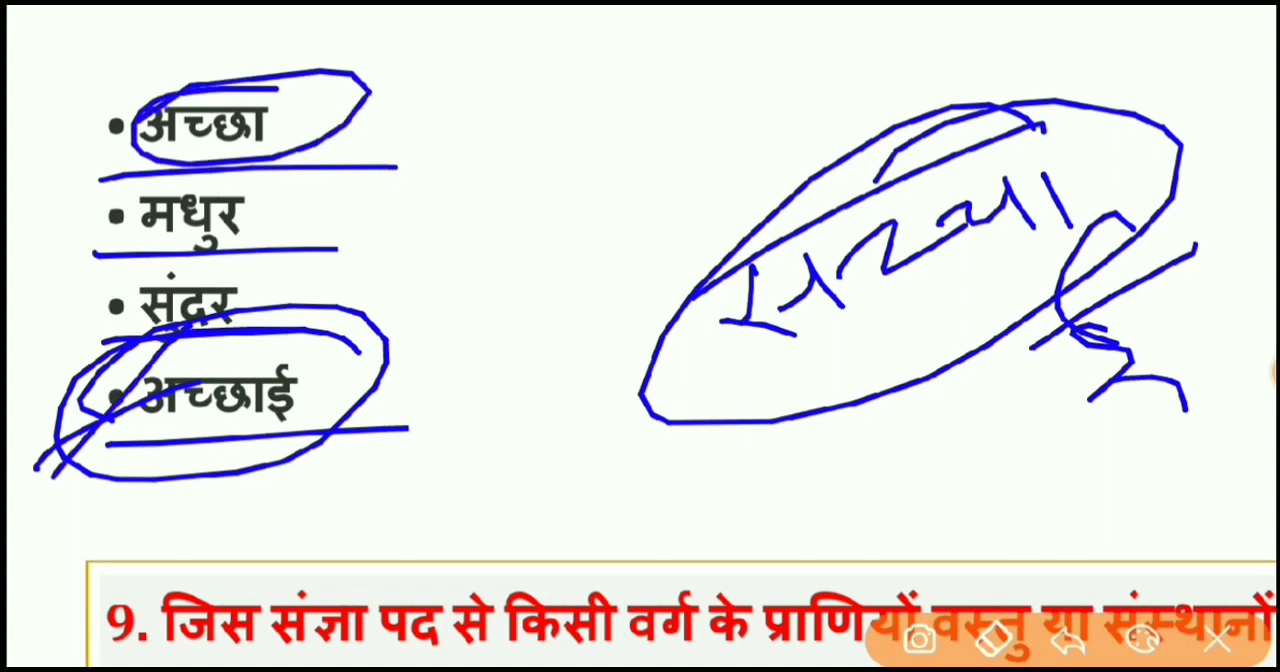 • अच्छा
• मधुर
• सुंदर
• अच्छाई
9. जिस संज्ञा पद से किसी वर्ग के प्राणियों वस्तु या संस्थानों